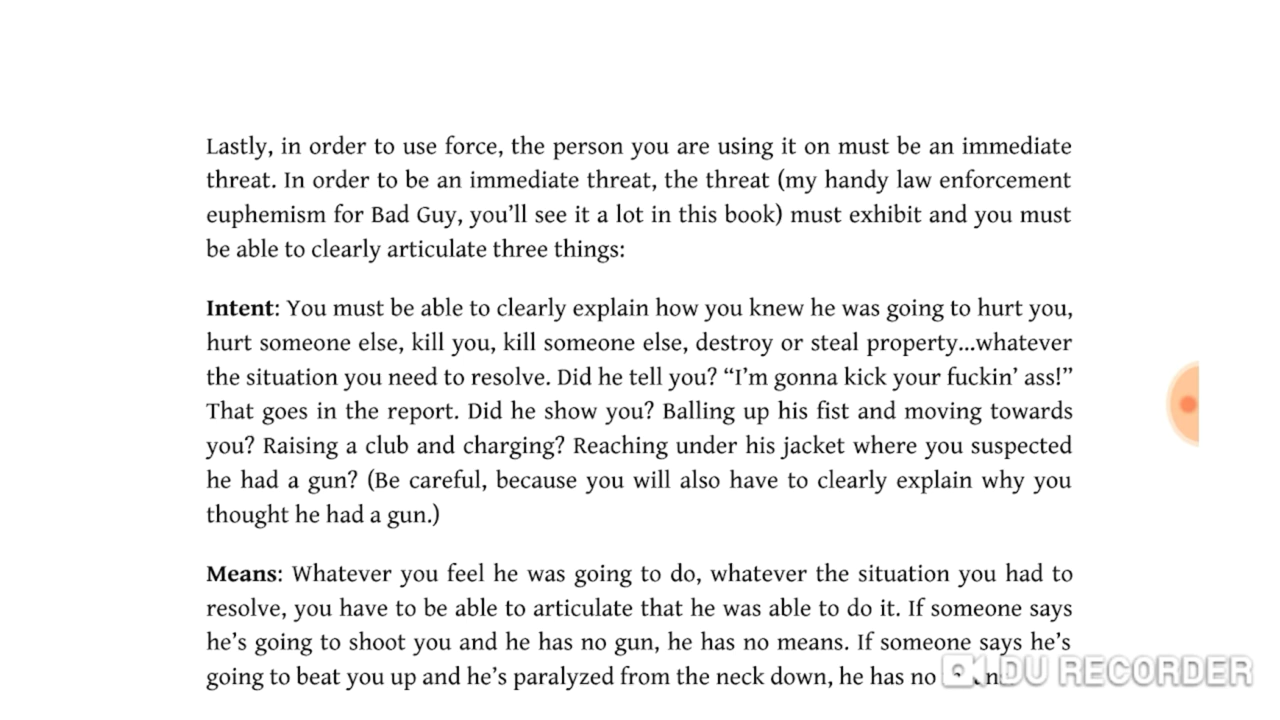 Lastly, in order to use force, the person you are using it on must be an immediate
threat. In order to be an immediate threat, the threat (my handy law enforcement
euphemism for Bad Guy, you'll see it a lot in this book) must exhibit and you must
be able to clearly articulate three things:
Intent: You must be able to clearly explain how you knew he was going to hurt you,
hurt someone else, kill you, kill someone else, destroy or steal property...whatever
the situation you need to resolve. Did he tell you? “I'm gonna kick your fuckin' ass!”
That goes in the report. Did he show you? Balling up his fist and moving towards
you? Raising a club and charging? Reaching under his jacket where you suspected
he had a gun? (Be careful, because you will also have to clearly explain why you
thought he had a gun.)
Means: Whatever you feel he was going to do, whatever the situation you had to
resolve, you have to be able to articulate that he was able to do it. If someone says
he's going to shoot you and he has no gun, he has no means. If someone says he's
going to beat you up and he's paralyzed from the neck down, he has no
DU RECORDER